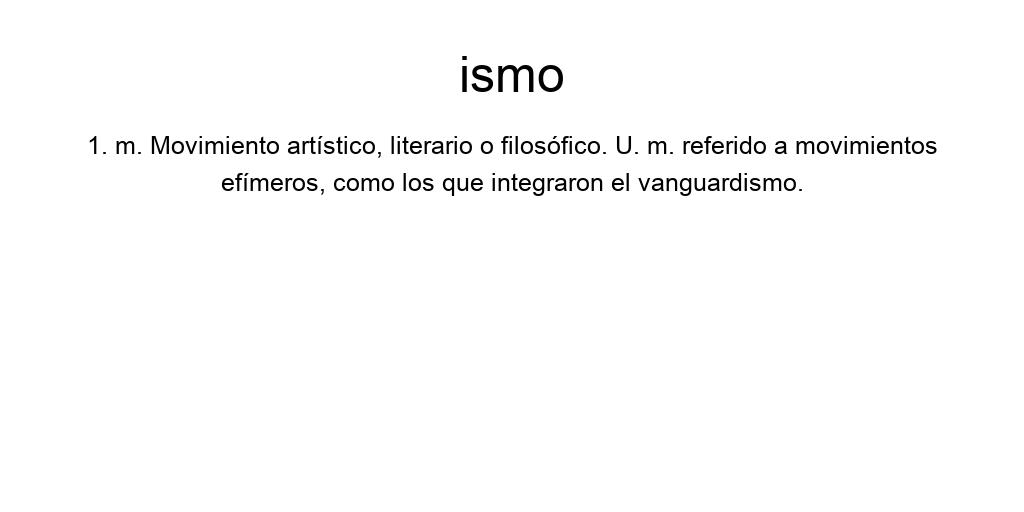 ismo
1. m. Movimiento artístico, literario o filosófico. U. m. referido a movimientos
efímeros, como los que integraron el vanguardismo.